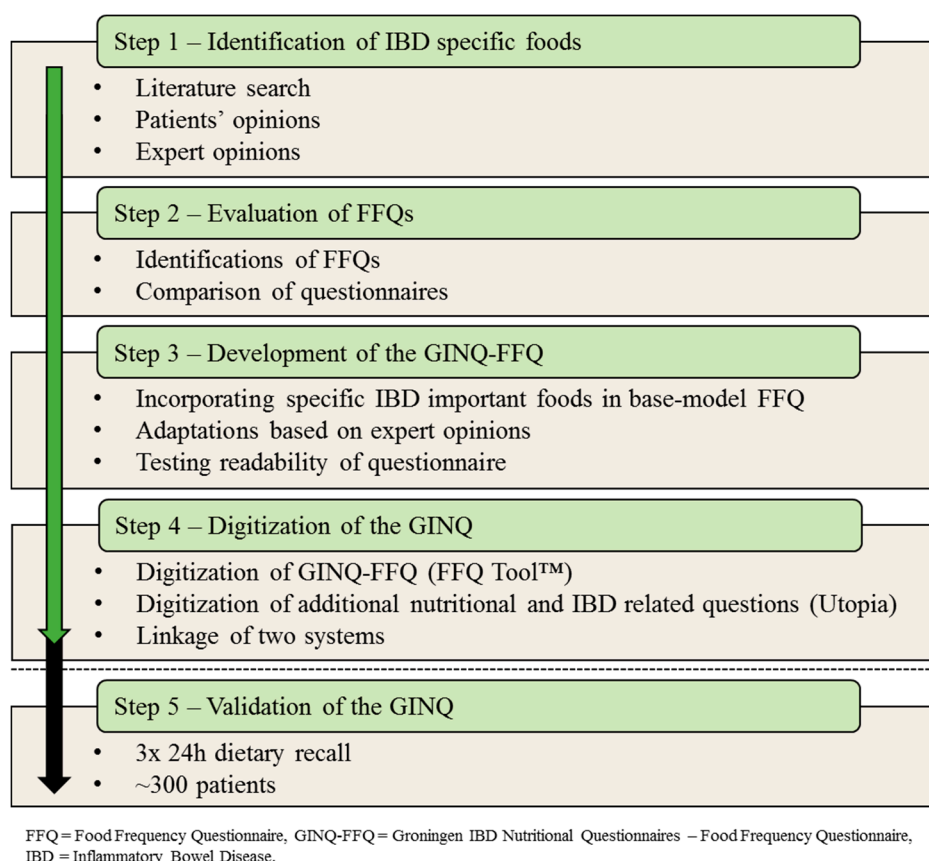 Step 1 – Identification of IBD specific foods
• Literature search
• Patients’ opinions
• Expert opinions
Step 2 – Evaluation of FFQs
• Identifications of FFQs
• Comparison of questionnaires
Step 3 – Development of the GINQ-FFQ
• Incorporating specific IBD important foods in base-model FFQ
• Adaptations based on expert opinions
• Testing readability of questionnaire
Step 4 – Digitization of the GINQ
• Digitization of GINQ-FFQ (FFQ Tool™)
• Digitization of additional nutritional and IBD related questions (Utopia)
• Linkage of two systems
Step 5 – Validation of the GINQ
• 3x 24h dietary recall
• ~300 patients
FFQ = Food Frequency Questionnaire, GINQ-FFQ = Groningen IBD Nutritional Questionnaires – Food Frequency Questionnaire,
IBD = Inflammatory Bowel Disease.